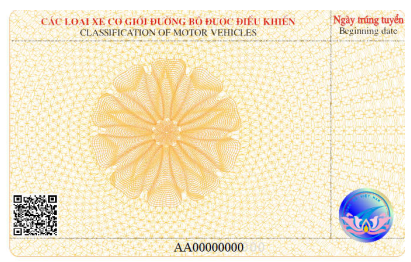 CÁC LOẠI XE CƠ GIỚI ĐƯỜNG BỘ ĐƯỢC ĐIỀU KHIỂN
CLASSIFICATION OF MOTOR VEHICLES
Ngày trúng tuyển
Beginning date
AA00000000